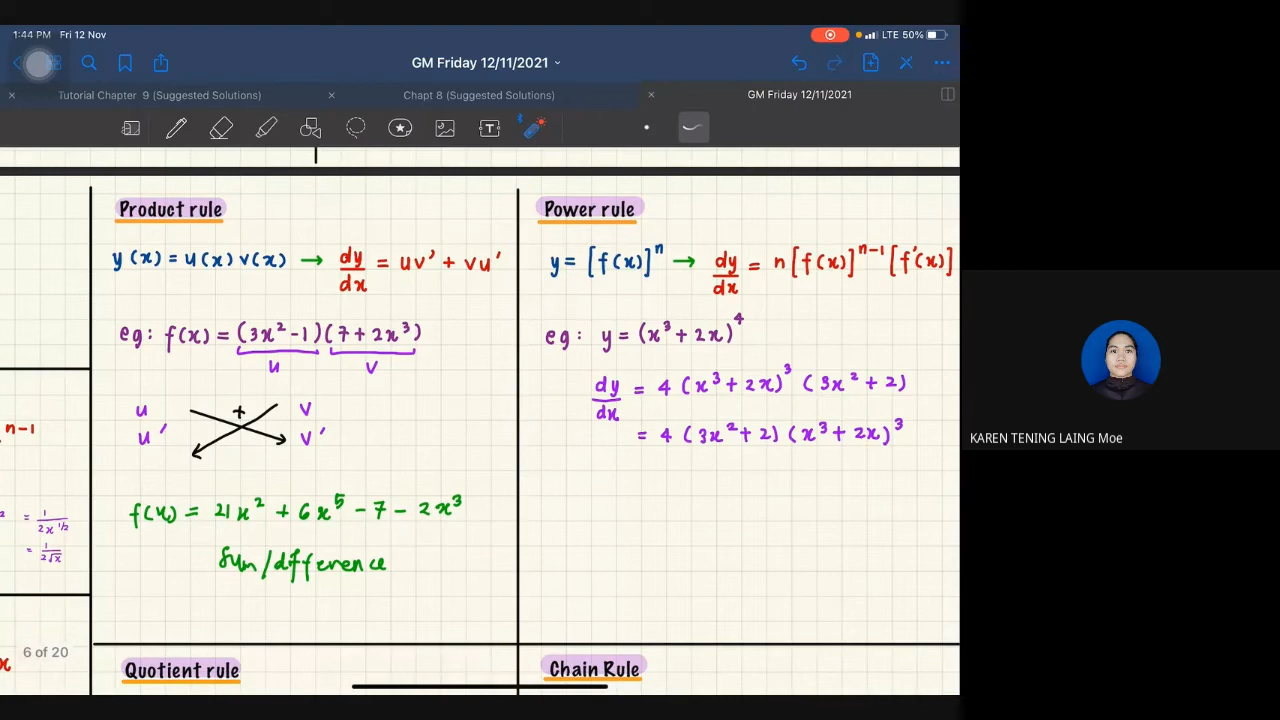 1:44 PM Fri 12 Nov
LTE 50%
GM Friday 12/11/2021
Tutorial Chapter 9 (Suggested Solutions)
Chapt 8 (Suggested Solutions)
GM Friday 12/11/2021
Product rule
y(x) = u(x) v(x) → dy/dx = uv' + vu'
eg: f(x) = (3x² - 1)(7 + 2x³)
u v
u + v
u' v'
f(x) = 21x² + 6x⁵ - 7 - 2x³
Sum/difference
Power rule
y = [f(x)]ⁿ → dy/dx = n[f(x)]ⁿ⁻¹ [f'(x)]
eg: y = (x³ + 2x)⁴
dy/dx = 4 (x³ + 2x)³ (3x² + 2)
= 4 (3x² + 2) (x³ + 2x)³
n-1
= 1/2x^1/2
= 1/2√x
6 of 20
x
Quotient rule
Chain Rule
KAREN TENING LAING Moe